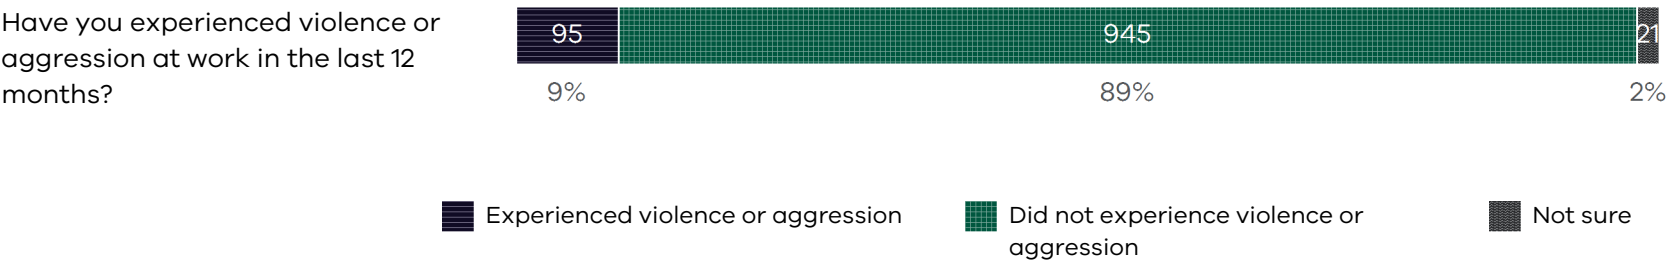 Have you experienced violence or
aggression at work in the last 12
months?
95
945
21
9%
89%
2%
Experienced violence or aggression
Did not experience violence or
aggression
Not sure